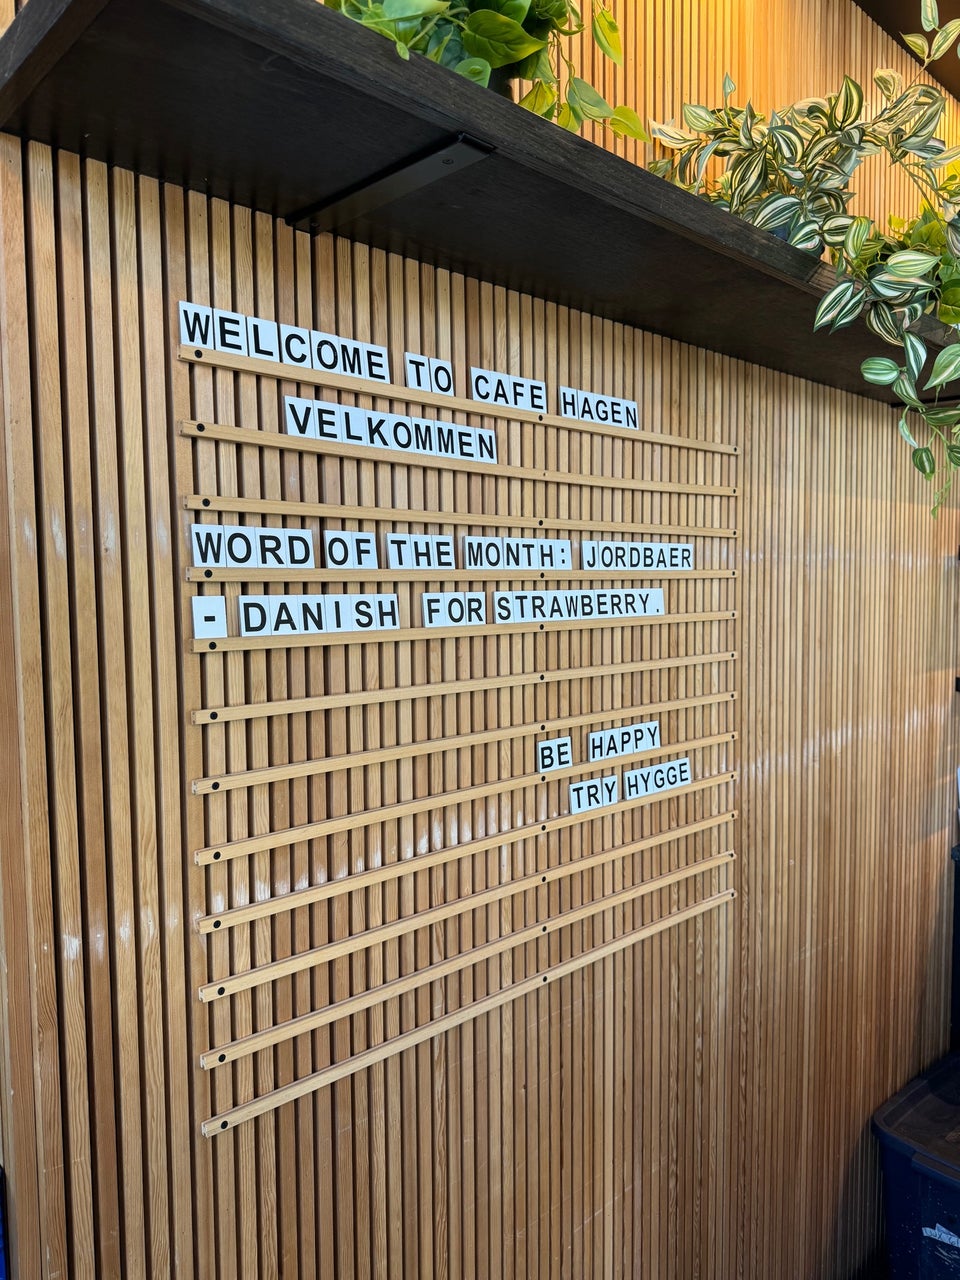 WELCOME TO CAFE HAGEN
VELKOMMEN
WORD OF THE MONTH: JORDBAER
- DANISH FOR STRAWBERRY.
BE HAPPY
TRY HYGGE